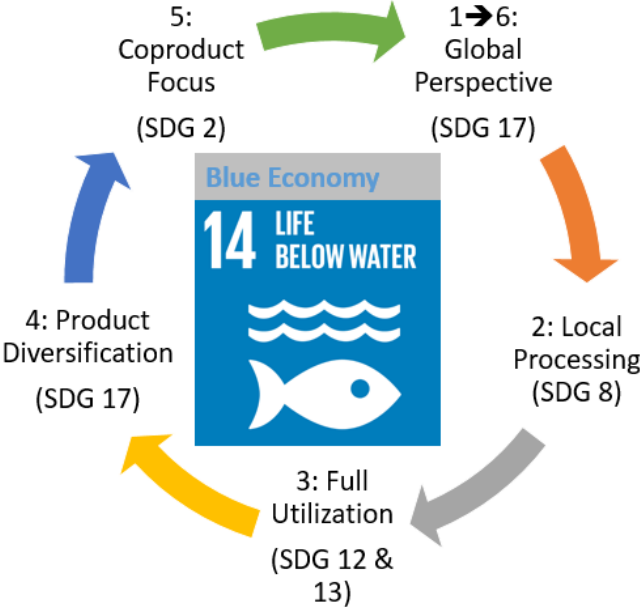 5:
Coproduct
Focus
(SDG 2)
1➔6:
Global
Perspective
(SDG 17)
Blue Economy
14 LIFE
BELOW WATER
2: Local
Processing
(SDG 8)
3: Full
Utilization
(SDG 12 &
13)
4: Product
Diversification
(SDG 17)